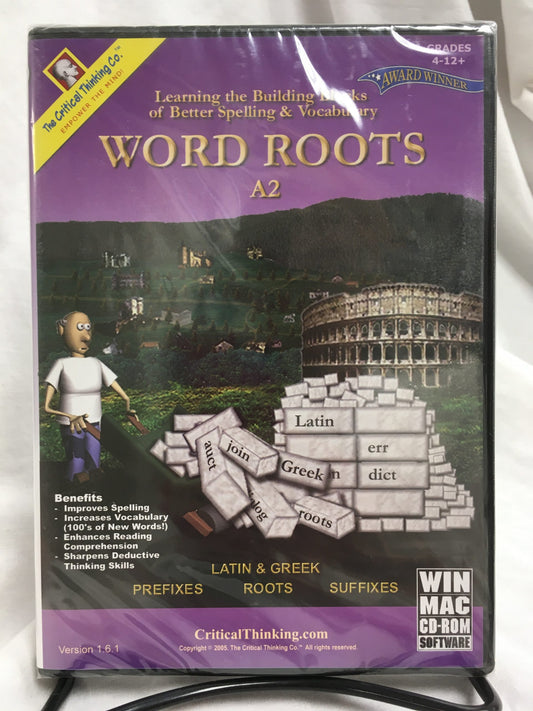 The Critical Thinking Co.™
EMPOWER THE MIND!
GRADES
4-12+
AWARD WINNER
Learning the Building Blocks
of Better Spelling & Vocabulary
WORD ROOTS
A2
Latin
err
dict
join
Greek
n
auct
log
roots
Benefits
- Improves Spelling
- Increases Vocabulary
(100's of New Words!)
- Enhances Reading
Comprehension
- Sharpens Deductive
Thinking Skills
LATIN & GREEK
PREFIXES ROOTS SUFFIXES
WIN
MAC
CD-ROM
SOFTWARE
Version 1.6.1
CriticalThinking.com
Copyright © 2005. The Critical Thinking Co.™ All rights reserved.